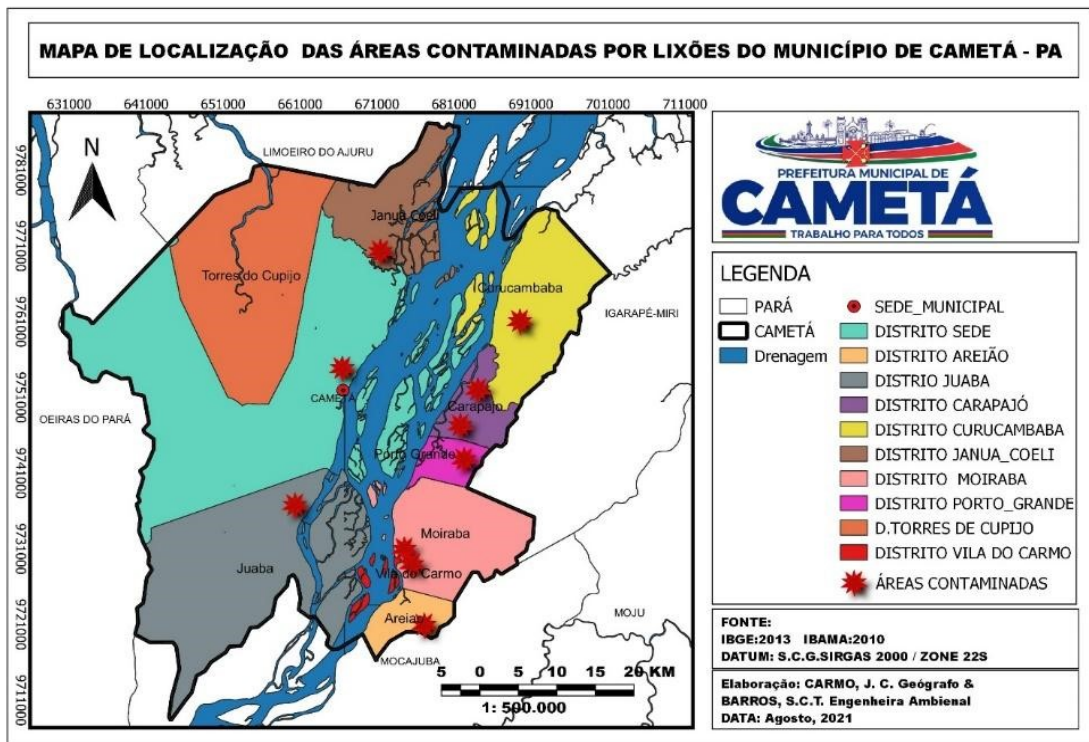 MAPA DE LOCALIZAÇÃO DAS ÁREAS CONTAMINADAS POR LIXÕES DO MUNICÍPIO DE CAMETÁ - PA
631000 641000 651000 661000 671000 681000 691000 701000 711000
9781000
9771000
9761000
9751000
9741000
9731000
9721000
9711000
N
LIMOEIRO DO AJURU
Janua Coeli
Torres do Cupijo
Curucambaba
IGARAPÉ-MIRI
CAMETÁ
OEIRAS DO PARÁ
Carapajo
Porto Grande
Moiraba
Juaba
Vila do Carmo
Areiao
MOJU
MOCAJUBA
5 0 5 10 15 20 KM
1: 500.000
PREFEITURA MUNICIPAL DE
CAMETÁ
TRABALHO PARA TODOS
LEGENDA
PARÁ
CAMETÁ
Drenagem
SEDE_MUNICIPAL
DISTRITO SEDE
DISTRITO AREIÃO
DISTRIO JUABA
DISTRITO CARAPAJÓ
DISTRITO CURUCAMBABA
DISTRITO JANUA_COELI
DISTRITO MOIRABA
DISTRITO PORTO_GRANDE
D.TORRES DE CUPIJO
DISTRITO VILA DO CARMO
ÁREAS CONTAMINADAS
FONTE:
IBGE:2013 IBAMA:2010
DATUM: S.C.G.SIRGAS 2000 / ZONE 22S
Elaboração: CARMO, J. C. Geógrafo &
BARROS, S.C.T. Engenheira Ambienal
DATA: Agosto, 2021